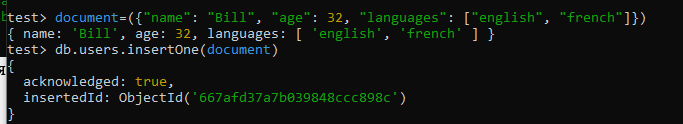 test> document=({"name": "Bill", "age": 32, "languages": ["english", "french"]})
{ name: 'Bill', age: 32, languages: [ 'english', 'french' ] }
test> db.users.insertOne(document)
{
  acknowledged: true,
  insertedId: ObjectId('667afd37a7b039848ccc898c')
}